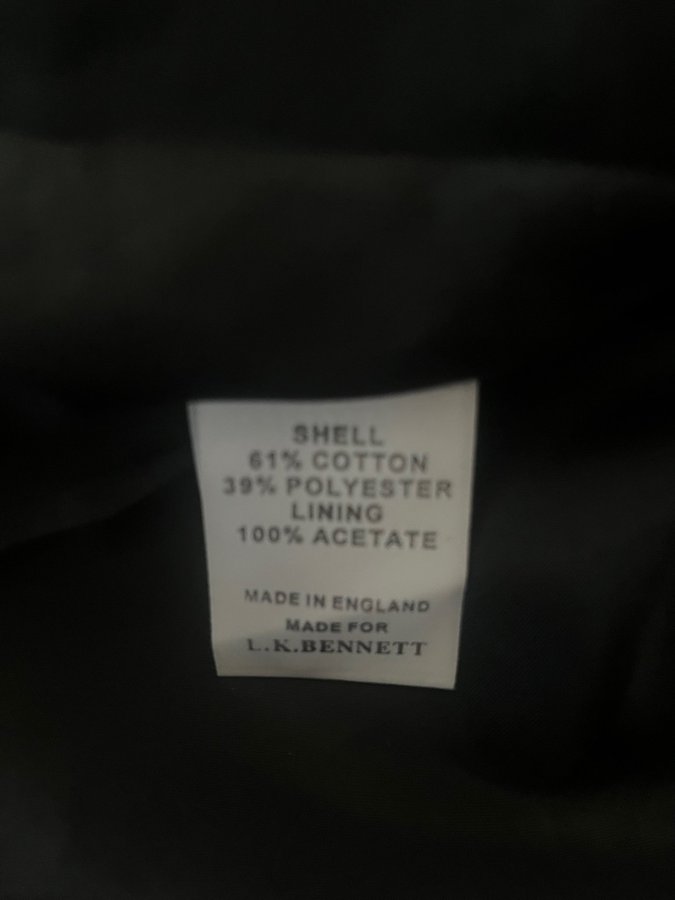 SHELL
61% COTTON
39% POLYESTER
LINING
100% ACETATE
MADE IN ENGLAND
MADE FOR
L.K.BENNETT